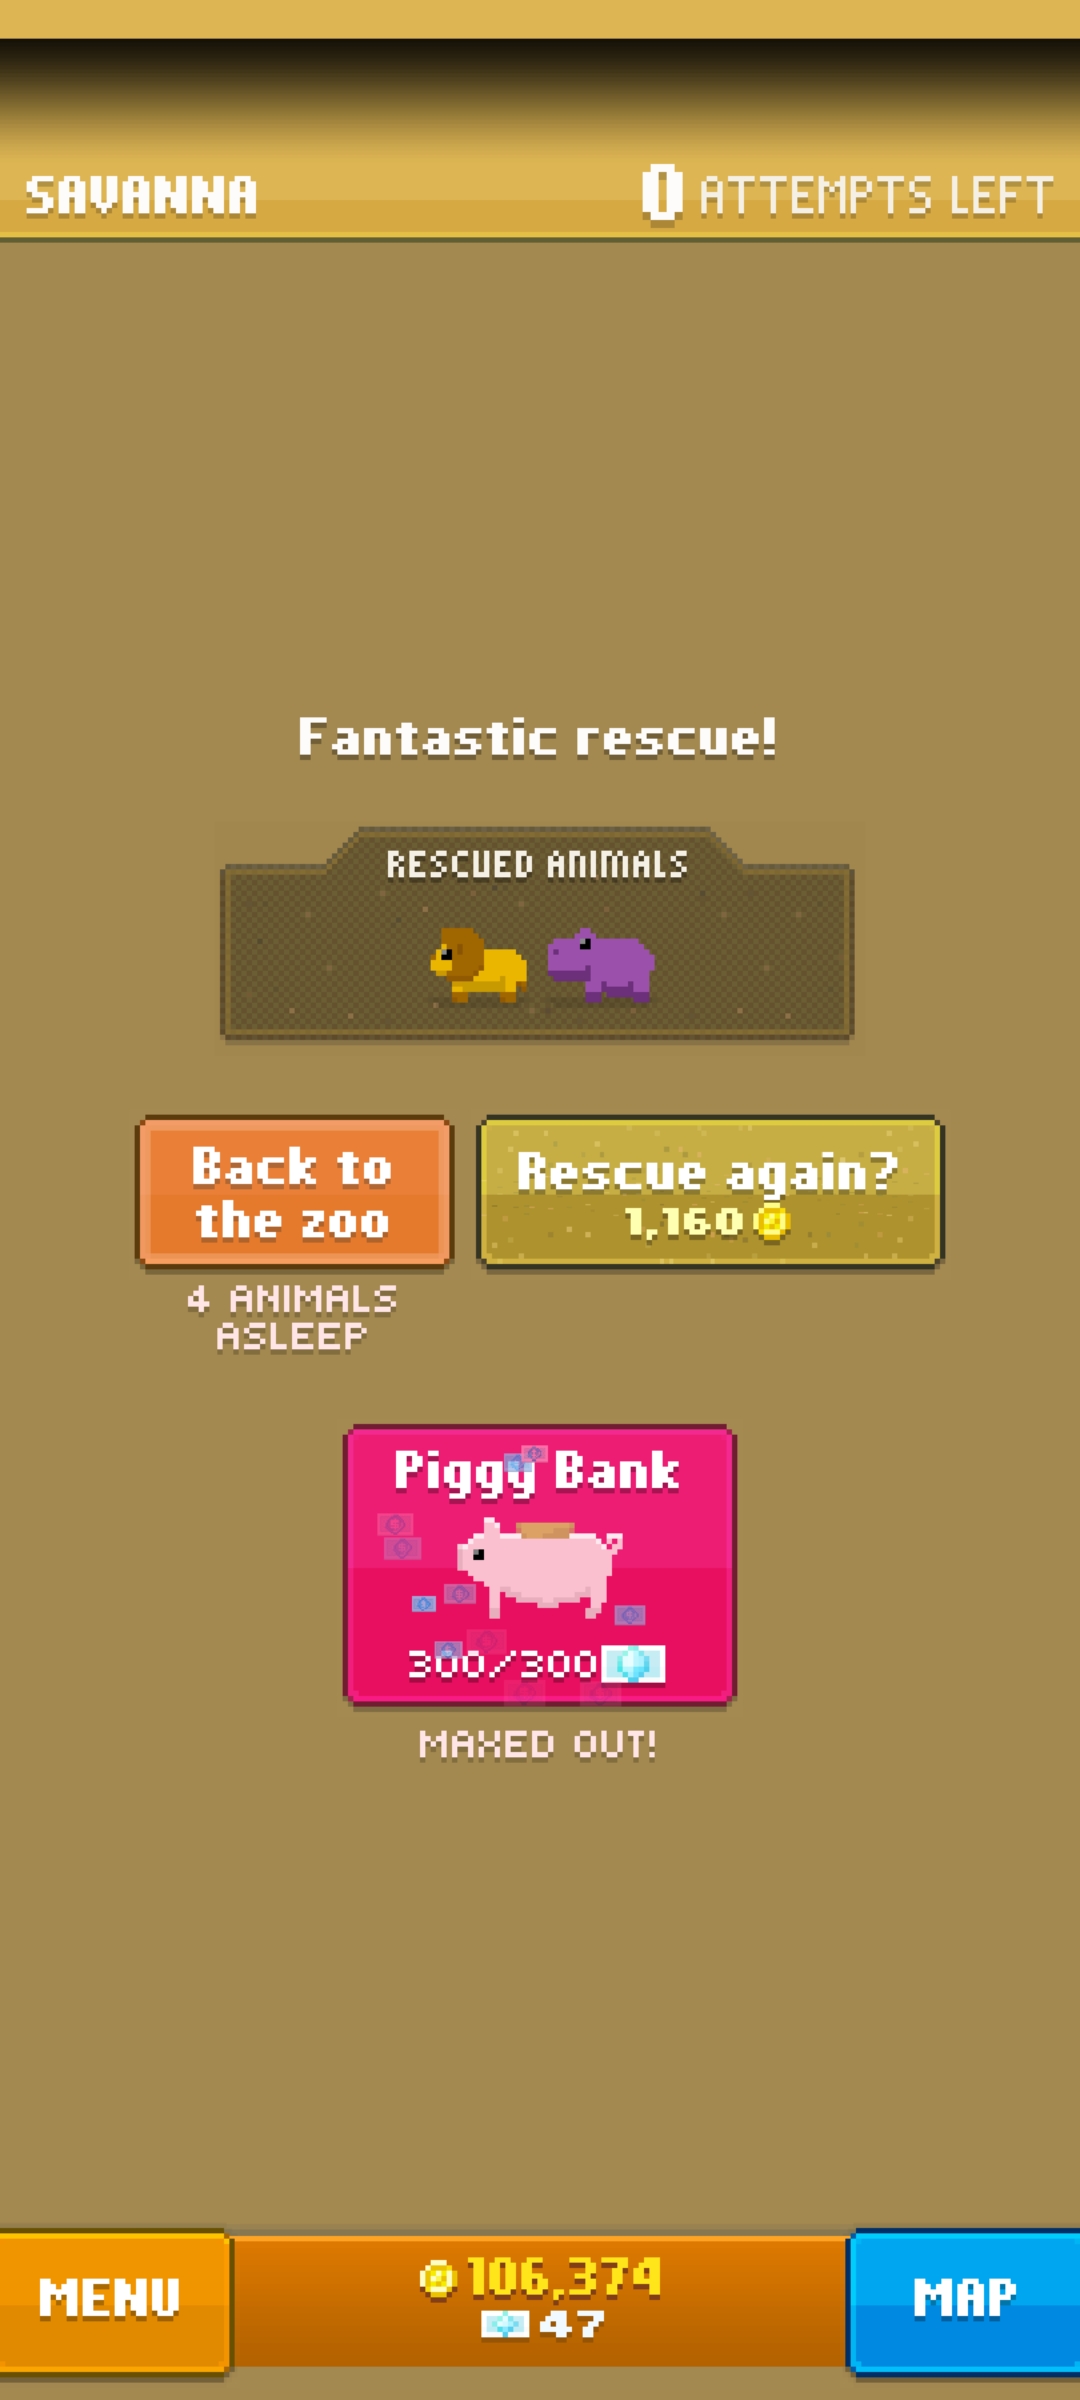 SAVANNA
0 ATTEMPTS LEFT
Fantastic rescue!
RESCUED ANIMALS
Back to
the zoo
Rescue again?
1,160
4 ANIMALS
ASLEEP
Piggy Bank
300/300
MAXED OUT!
MENU
106,374
47
MAP